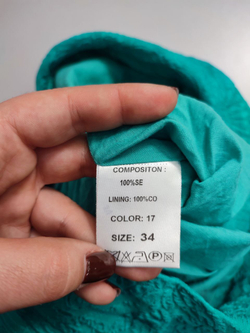 COMPOSITON:
100%SE
LINING: 100%CO
COLOR: 17
SIZE: 34